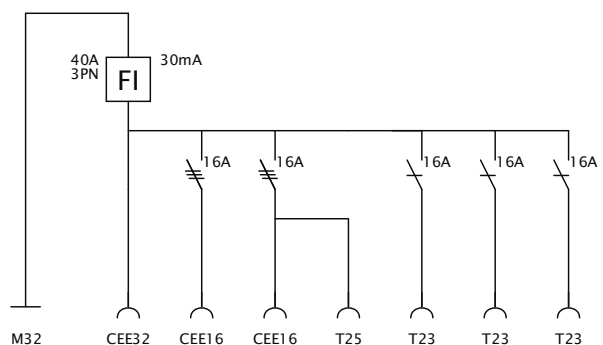 40A
3PN
FI
30mA
16A 16A 16A 16A 16A
M32 CEE32 CEE16 CEE16 T25 T23 T23 T23